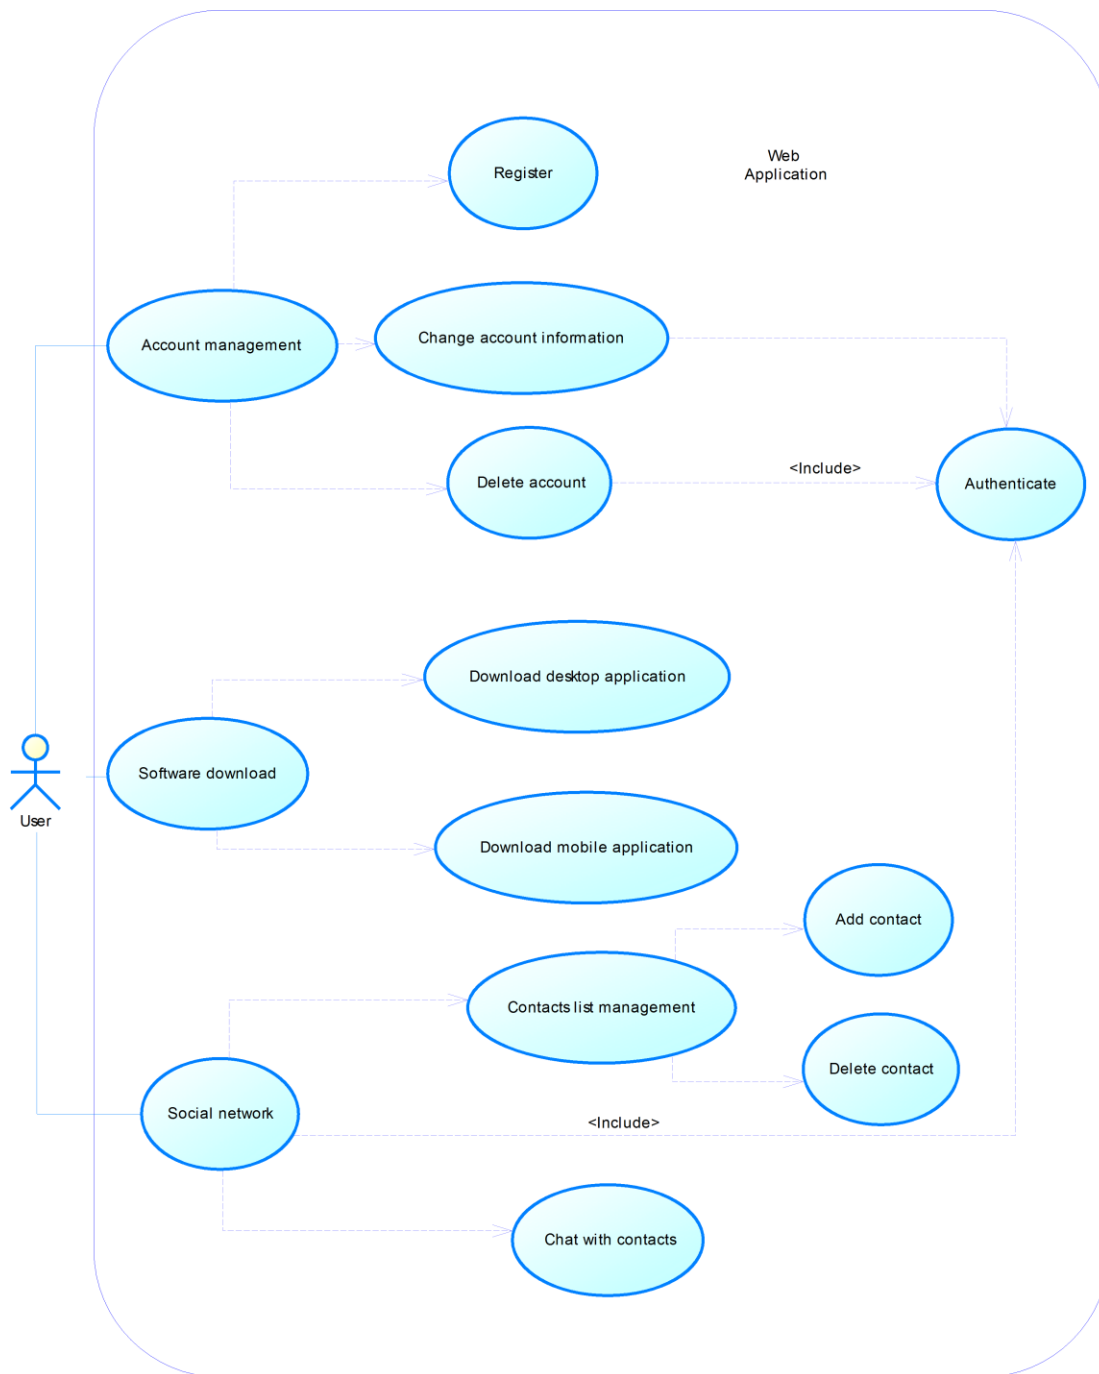 Register
Web
Application
Account management
Change account information
Delete account
<Include>
Authenticate
Download desktop application
Software download
User
Download mobile application
Add contact
Contacts list management
Delete contact
Social network
<Include>
Chat with contacts